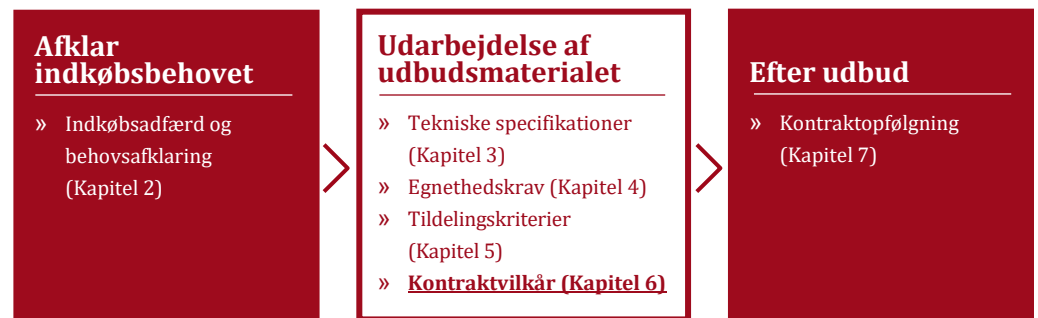 Afklar
indkøbsbehovet
» Indkøbsadfærd og
behovsafklaring
(Kapitel 2)
Udarbejdelse af
udbudsmaterialet
» Tekniske specifikationer
(Kapitel 3)
» Egnethedskrav (Kapitel 4)
» Tildelingskriterier
(Kapitel 5)
» Kontraktvilkår (Kapitel 6)
Efter udbud
» Kontraktopfølgning
(Kapitel 7)